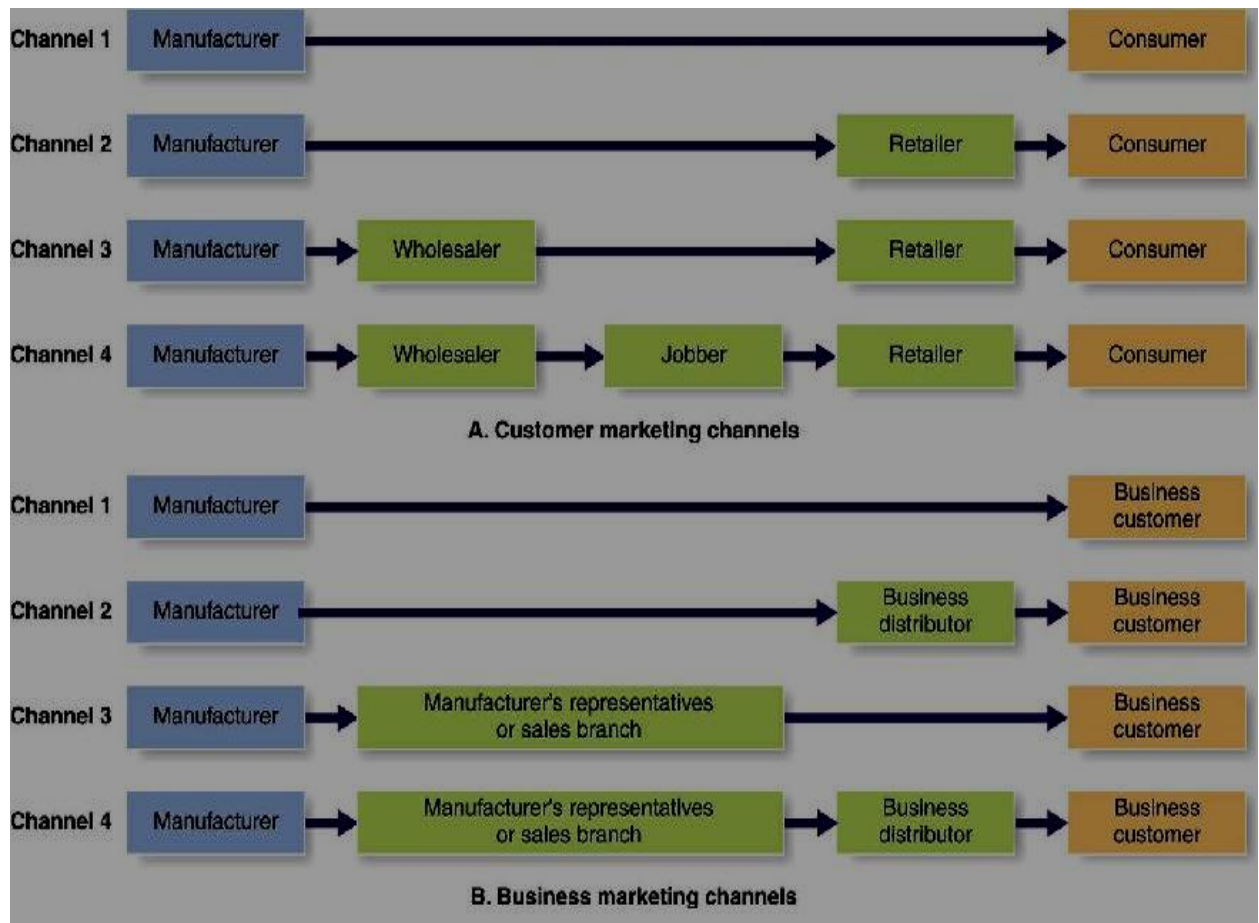 Channel 1 Manufacturer Consumer
Channel 2 Manufacturer Retailer Consumer
Channel 3 Manufacturer Wholesaler Retailer Consumer
Channel 4 Manufacturer Wholesaler Jobber Retailer Consumer
A. Customer marketing channels
Channel 1 Manufacturer Business
customer
Channel 2 Manufacturer Business
distributor Business
customer
Channel 3 Manufacturer Manufacturer's representatives
or sales branch Business
customer
Channel 4 Manufacturer Manufacturer's representatives
or sales branch Business
distributor Business
customer
B. Business marketing channels